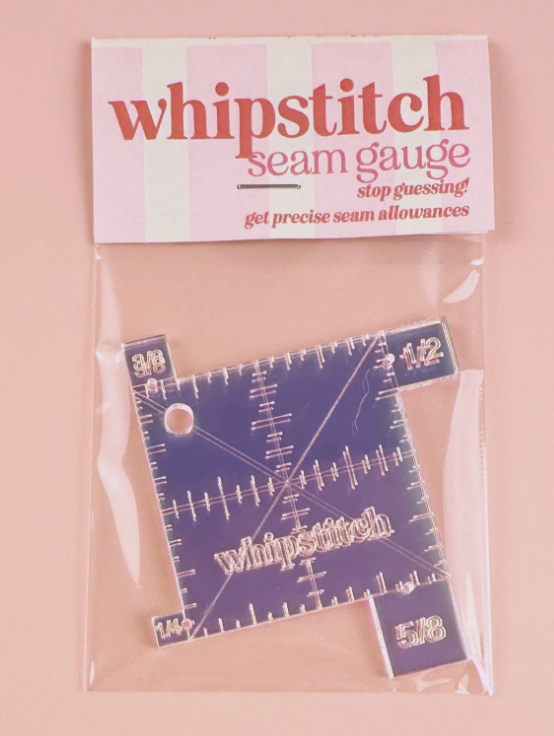 whipstitch
seam gauge
stop guessing!
get precise seam allowances
3/8
1/2
whipstitch
1/4
5/8